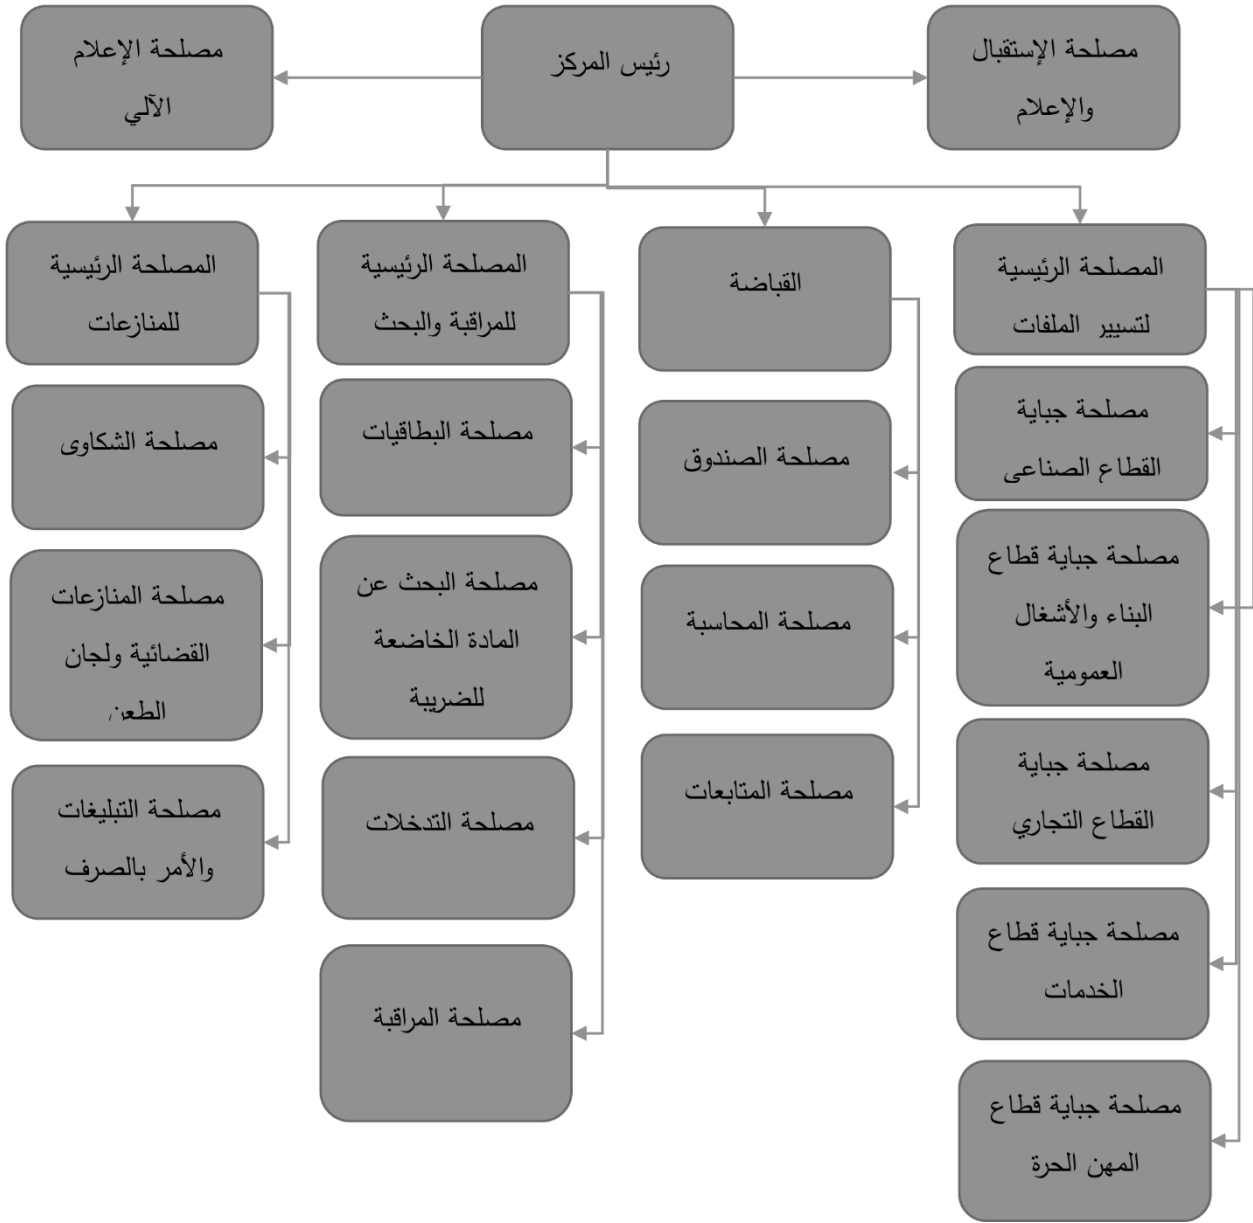 مصلحة الإستقبال
والإعلام
رئيس المركز
مصلحة الإعلام
الآلي
المصلحة الرئيسية
لتسيير الملفات
مصلحة جباية
القطاع الصناعي
مصلحة جباية قطاع
البناء والأشغال
العمومية
مصلحة جباية
القطاع التجاري
مصلحة جباية قطاع
الخدمات
مصلحة جباية قطاع
المهن الحرة
القباضة
مصلحة الصندوق
مصلحة المحاسبة
مصلحة المتابعات
المصلحة الرئيسية
للمراقبة والبحث
مصلحة البطاقيات
مصلحة البحث عن
المادة الخاضعة
للضريبة
مصلحة التدخلات
مصلحة المراقبة
المصلحة الرئيسية
للمنازعات
مصلحة الشكاوى
مصلحة المنازعات
القضائية ولجان
الطعن
مصلحة التبليغات
والأمر بالصرف